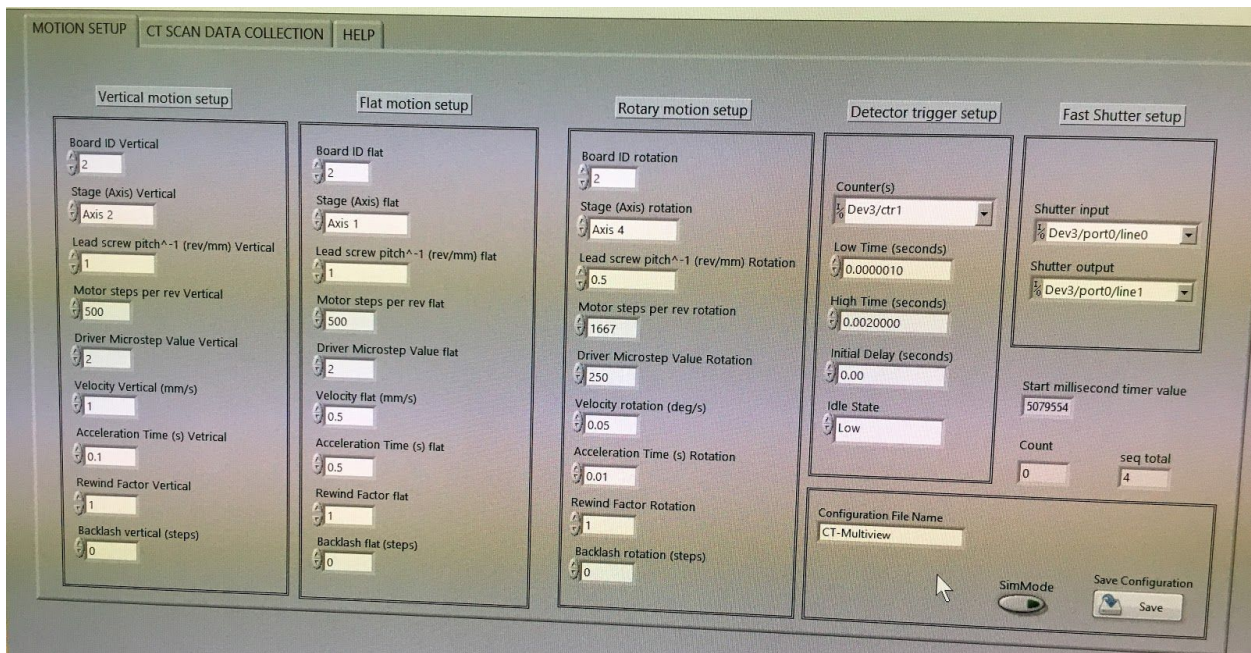 MOTION SETUP
CT SCAN DATA COLLECTION
HELP
Vertical motion setup
Board ID Vertical
2
Stage (Axis) Vertical
Axis 2
Lead screw pitch^-1 (rev/mm) Vertical
1
Motor steps per rev Vertical
500
Driver Microstep Value Vertical
2
Velocity Vertical (mm/s)
1
Acceleration Time (s) Vetrical
0.1
Rewind Factor Vertical
1
Backlash vertical (steps)
0
Flat motion setup
Board ID flat
2
Stage (Axis) flat
Axis 1
Lead screw pitch^-1 (rev/mm) flat
1
Motor steps per rev flat
500
Driver Microstep Value flat
2
Velocity flat (mm/s)
0.5
Acceleration Time (s) flat
0.5
Rewind Factor flat
1
Backlash flat (steps)
0
Rotary motion setup
Board ID rotation
2
Stage (Axis) rotation
Axis 4
Lead screw pitch^-1 (rev/mm) Rotation
0.5
Motor steps per rev rotation
1667
Driver Microstep Value Rotation
250
Velocity rotation (deg/s)
0.05
Acceleration Time (s) Rotation
0.01
Rewind Factor Rotation
1
Backlash rotation (steps)
0
Detector trigger setup
Counter(s)
I/O Dev3/ctr1
Low Time (seconds)
0.0000010
High Time (seconds)
0.0020000
Initial Delay (seconds)
0.00
Idle State
Low
Fast Shutter setup
Shutter input
I/O Dev3/port0/line0
Shutter output
I/O Dev3/port0/line1
Start millisecond timer value
5079554
Count
0
seq total
4
Configuration File Name
CT-Multiview
SimMode
Save Configuration
Save